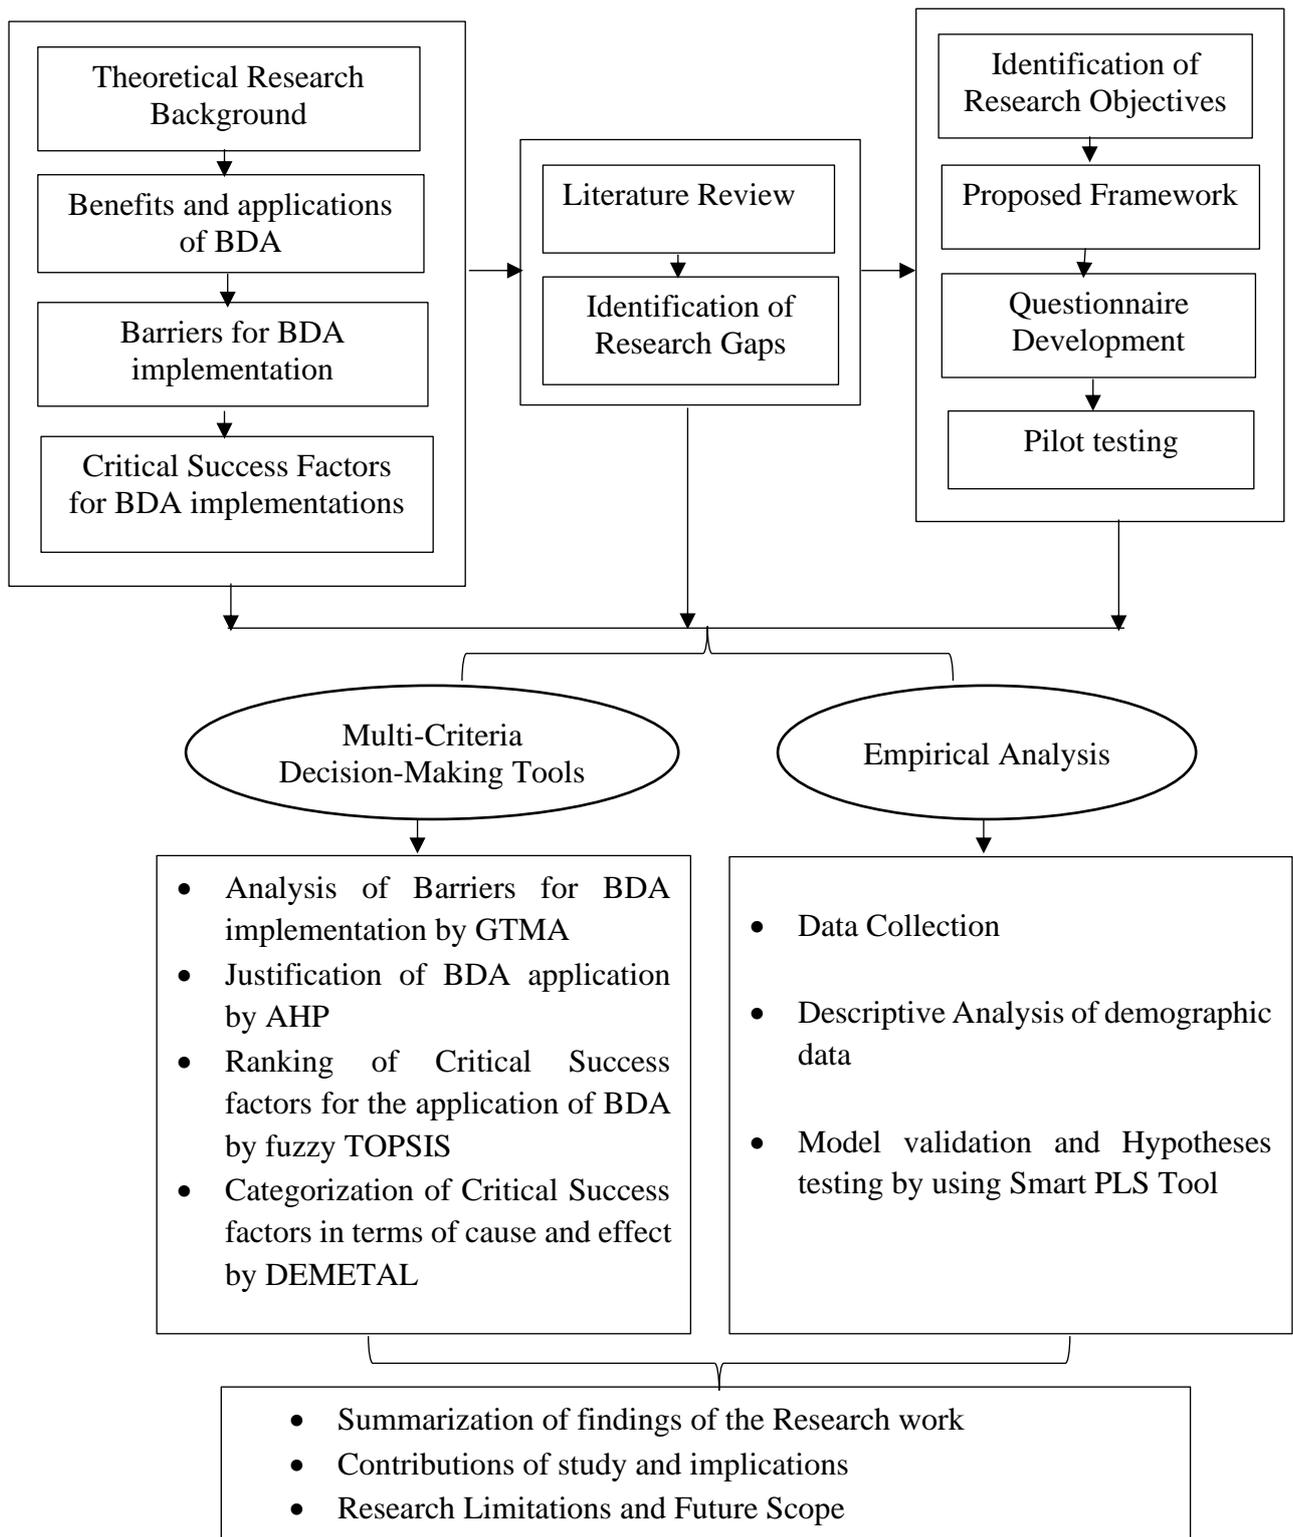 Theoretical Research
Background
Benefits and applications
of BDA
Barriers for BDA
implementation
Critical Success Factors
for BDA implementations
Literature Review
Identification of
Research Gaps
Identification of
Research Objectives
Proposed Framework
Questionnaire
Development
Pilot testing
Multi-Criteria
Decision-Making Tools
Empirical Analysis
• Analysis of Barriers for BDA
implementation by GTMA
• Justification of BDA application
by AHP
• Ranking of Critical Success
factors for the application of BDA
by fuzzy TOPSIS
• Categorization of Critical Success
factors in terms of cause and effect
by DEMETAL
• Data Collection
• Descriptive Analysis of demographic
data
• Model validation and Hypotheses
testing by using Smart PLS Tool
• Summarization of findings of the Research work
• Contributions of study and implications
• Research Limitations and Future Scope